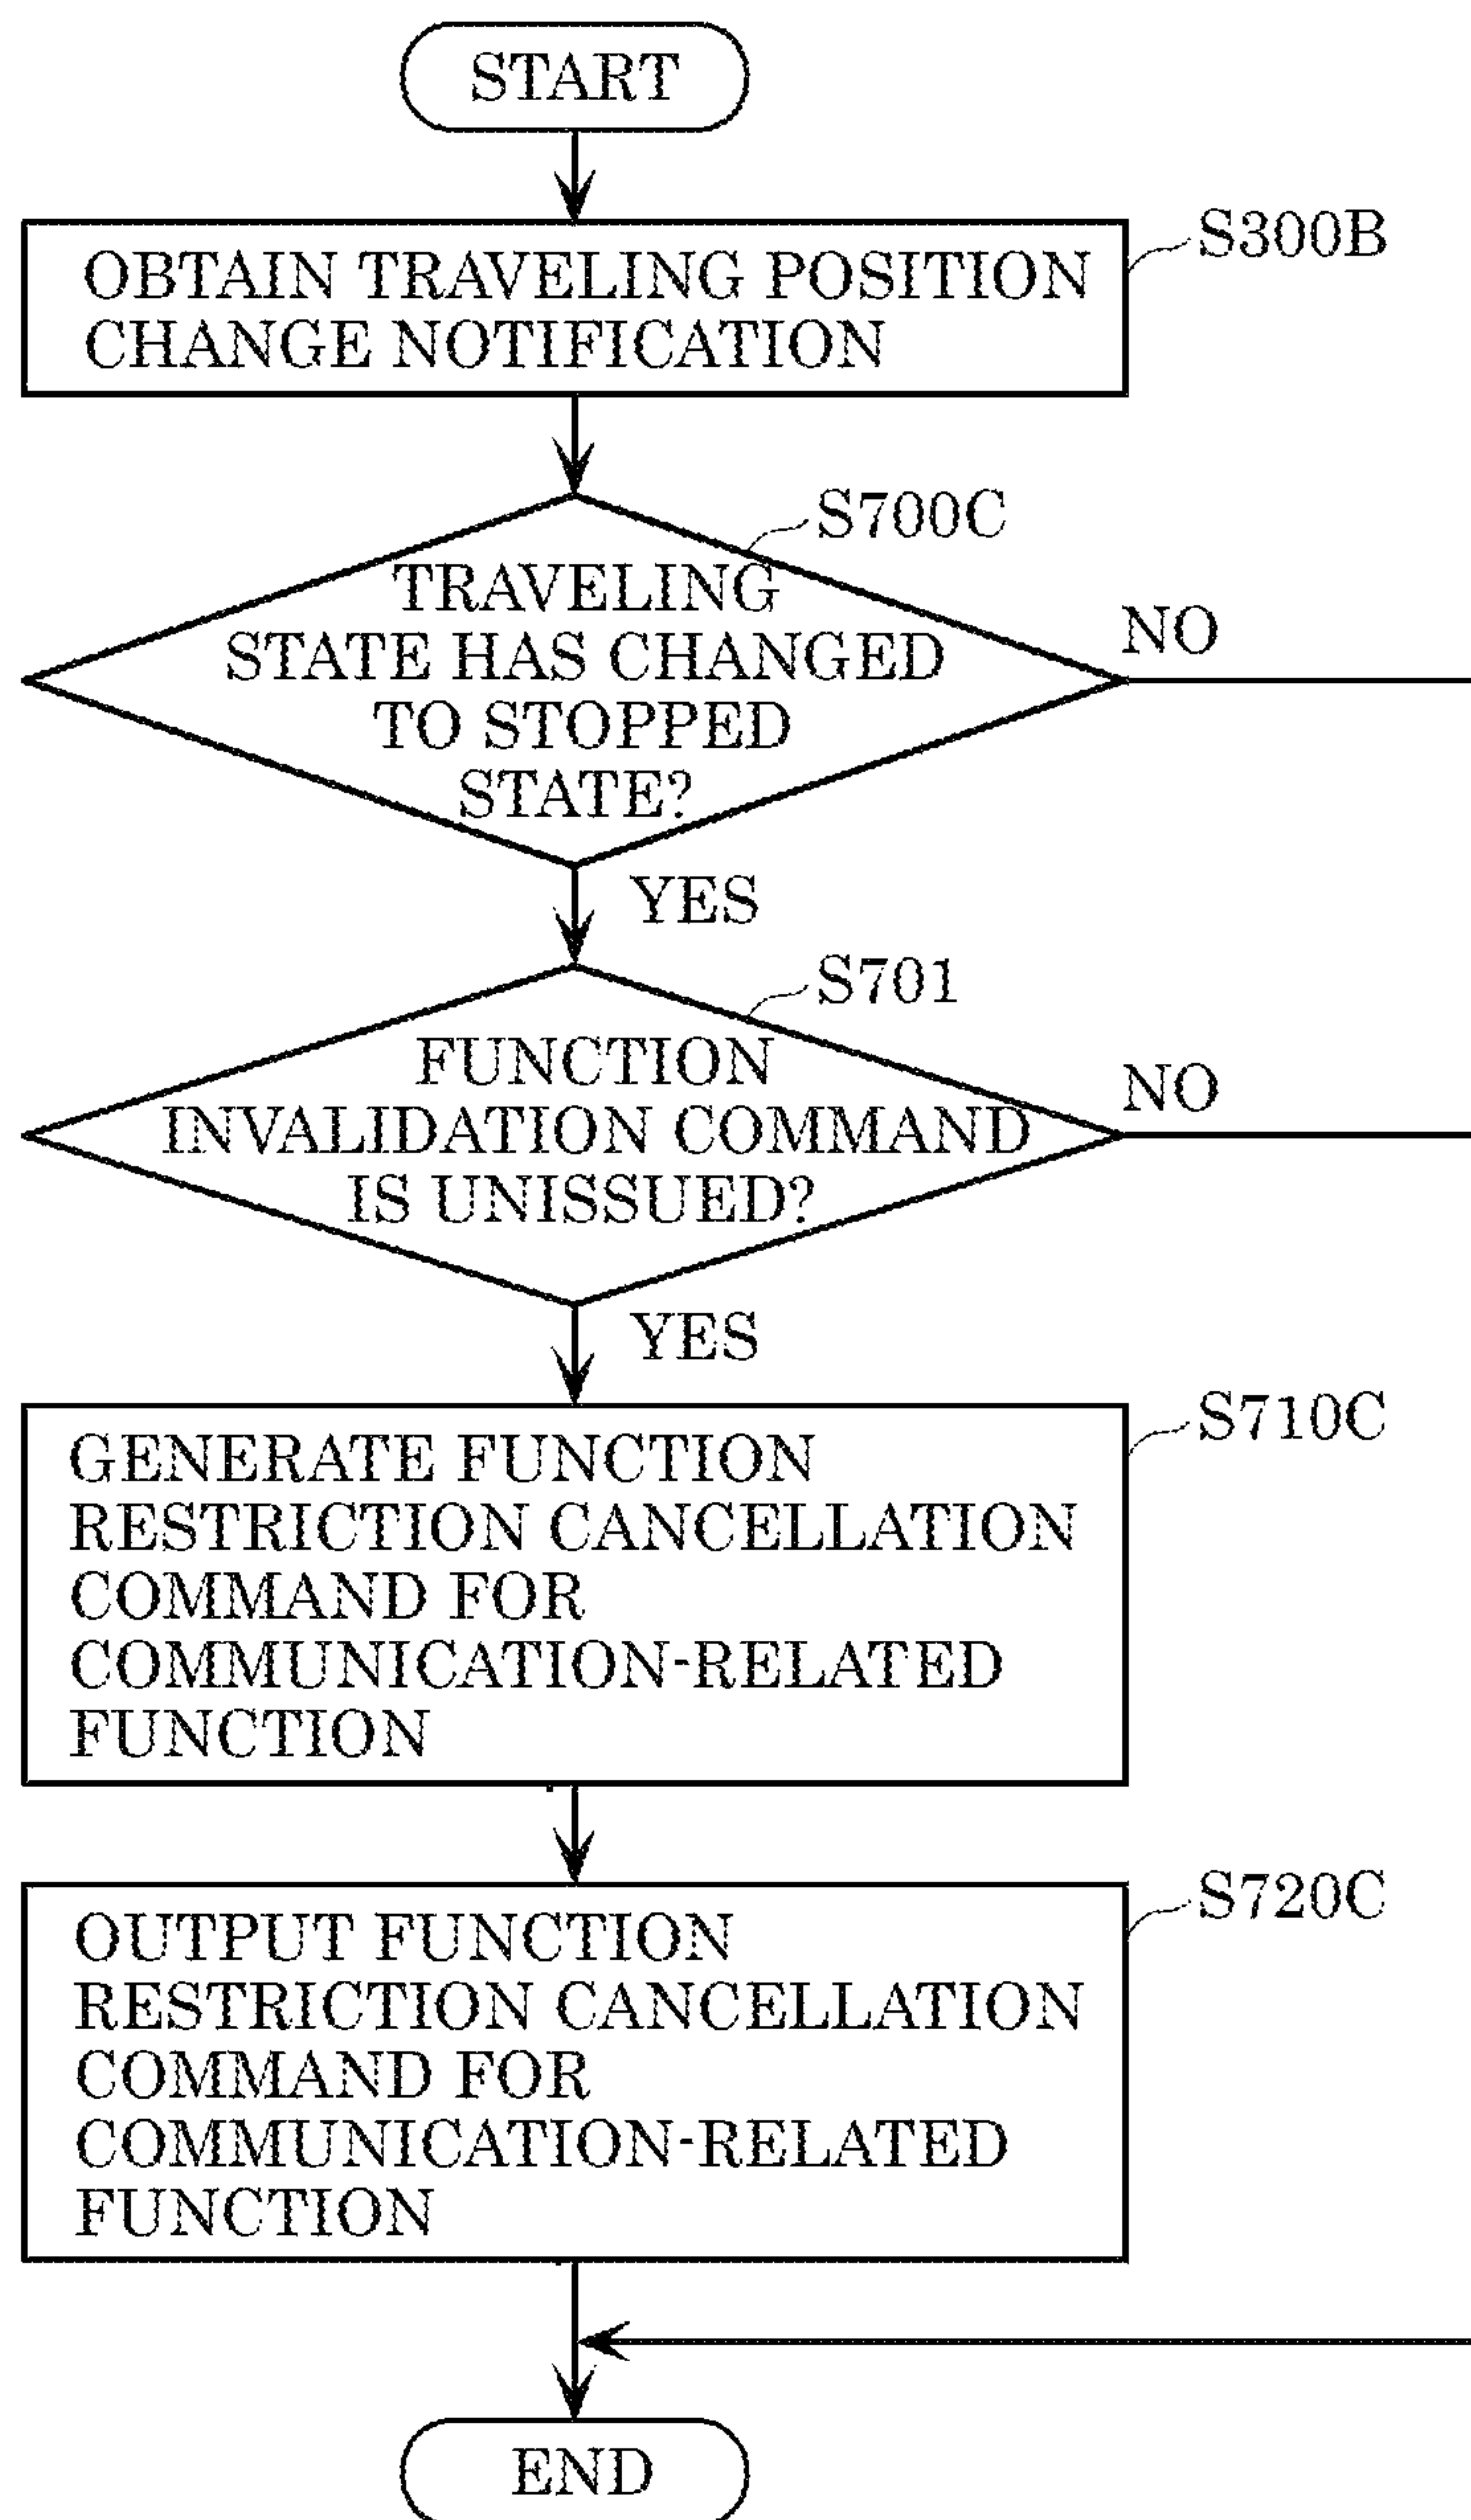 START
S300B
OBTAIN TRAVELING POSITION
CHANGE NOTIFICATION
S700C
TRAVELING
STATE HAS CHANGED
TO STOPPED
STATE?
NO
YES
S701
FUNCTION
INVALIDATION COMMAND
IS UNISSUED?
NO
YES
S710C
GENERATE FUNCTION
RESTRICTION CANCELLATION
COMMAND FOR
COMMUNICATION-RELATED
FUNCTION
S720C
OUTPUT FUNCTION
RESTRICTION CANCELLATION
COMMAND FOR
COMMUNICATION-RELATED
FUNCTION
END